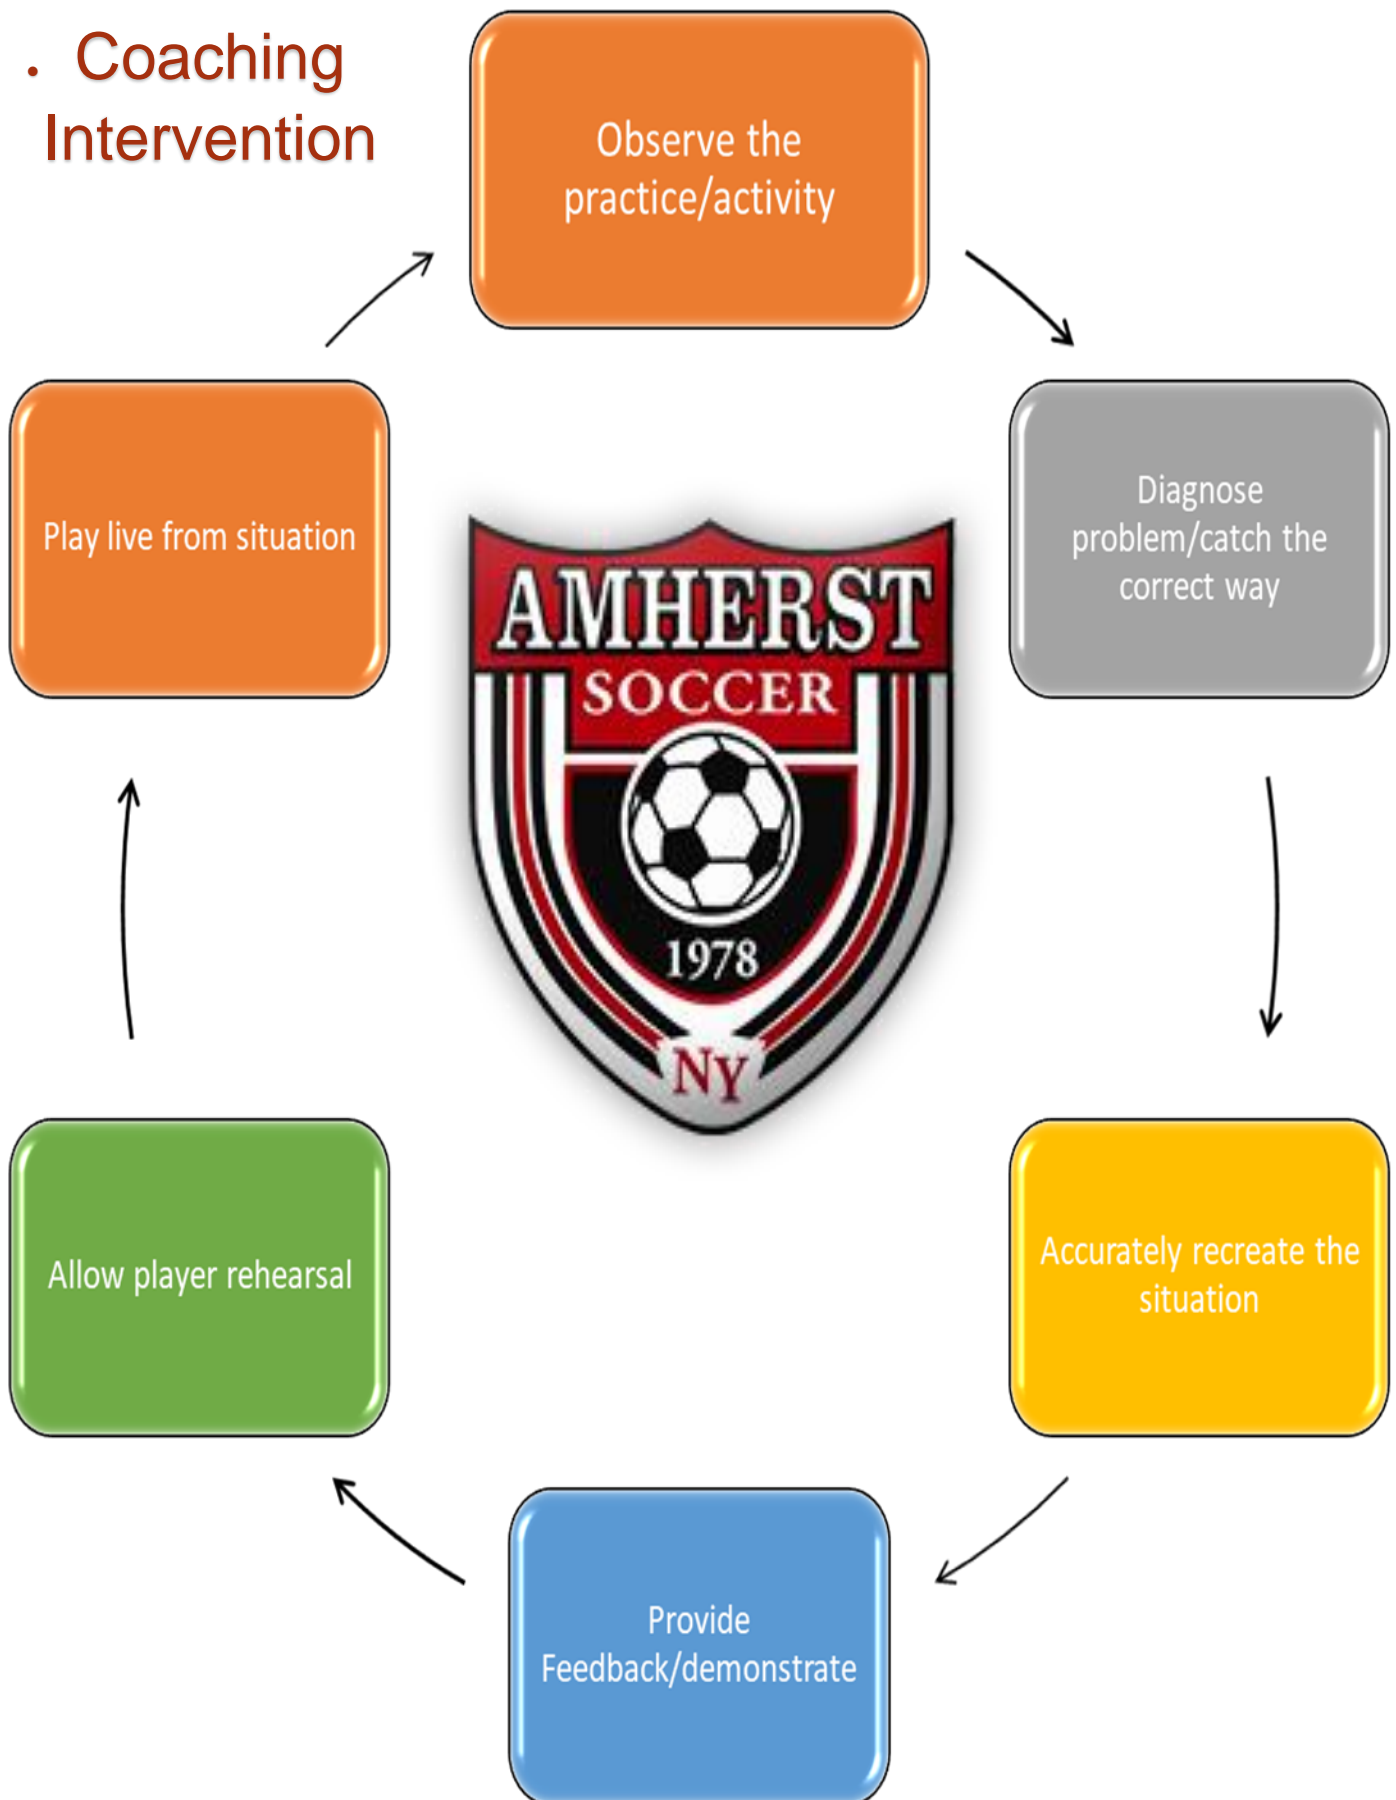 . Coaching
Intervention
Observe the
practice/activity
Diagnose
problem/catch the
correct way
Accurately recreate the
situation
Provide
Feedback/demonstrate
Allow player rehearsal
Play live from situation
AMHERST
SOCCER
1978
NY